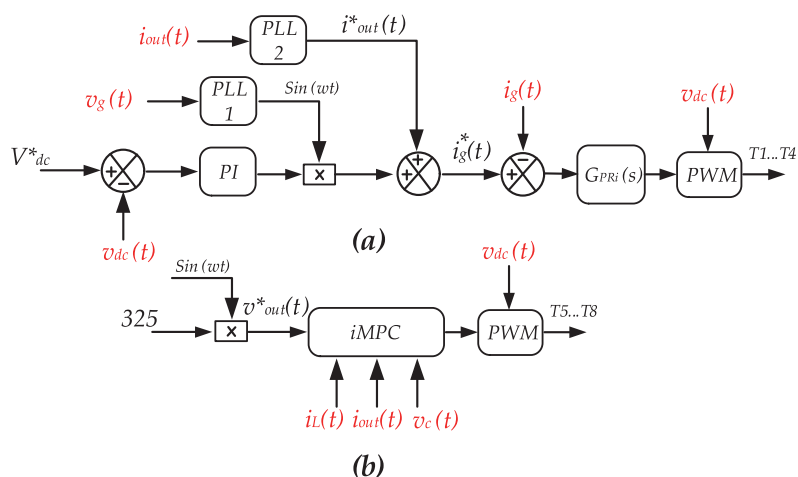 iout(t)
PLL
2
i*out(t)
vg(t)
PLL
1
Sin(wt)
ig(t)
vdc(t)
V*dc
+
−
PI
x
+
+
i*g(t)
−
+
GPRi(s)
PWM
T1...T4
vdc(t)
(a)
Sin(wt)
vdc(t)
325
x
v*out(t)
iMPC
PWM
T5...T8
iL(t)
iout(t)
vc(t)
(b)